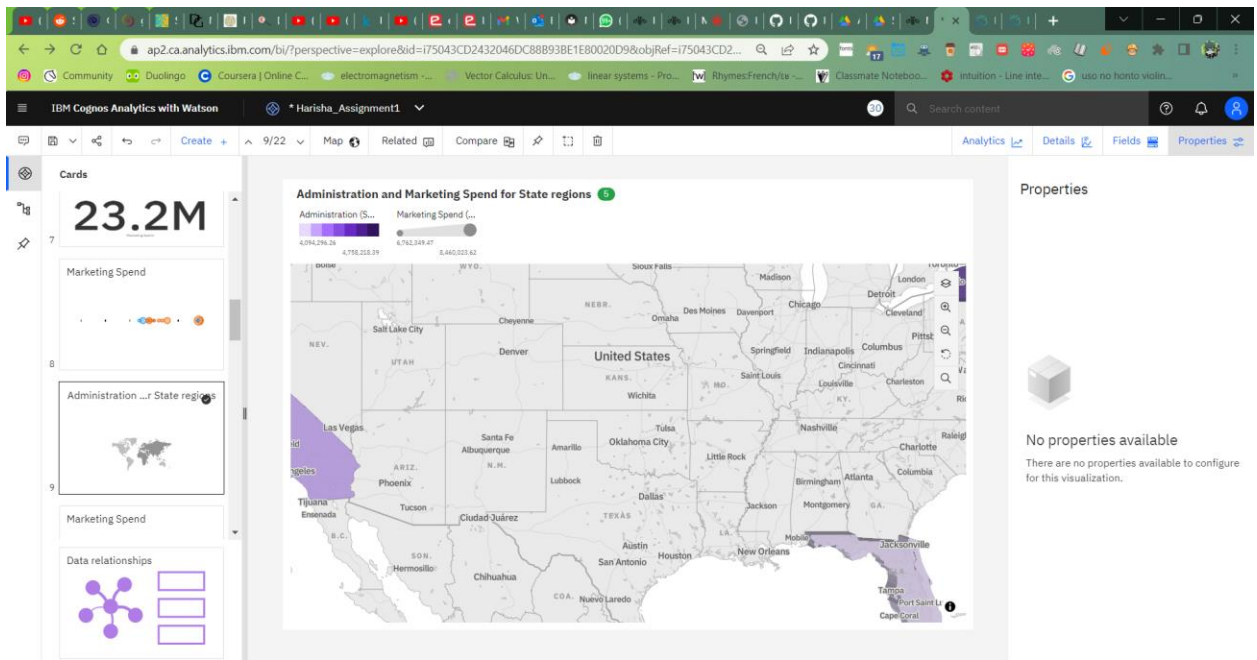 ap2.ca.analytics.ibm.com/bi/?perspective=explore&id=i75043CD2432046DC88B93BE1E80020D9&objRef=i75043CD2...
Community
Duolingo
Coursera | Online C...
electromagnetism -...
Vector Calculus: Un...
linear systems - Pro...
Classmate Noteboo...
intuition - Line inte...
uso no honto violin...
IBM Cognos Analytics with Watson
* Harisha_Assignment1
30
Search content
Create +
9/22
Map
Related
Compare
Analytics
Details
Fields
Properties
Cards
23.2M
7
Marketing Spend
8
Administration ...r State regions
9
Marketing Spend
Data relationships
Administration and Marketing Spend for State regions 5
Administration (S...
Marketing Spend (...
4,094,296.26
4,758,218.39
6,762,349.47
8,460,023.62
Boise
WYO.
Sioux Falls
Madison
London
Detroit
Chicago
Cleveland
NEBR.
Des Moines
Davenport
Omaha
Salt Lake City
Cheyenne
Pittsb
NEV.
UTAH
Denver
United States
Springfield
Indianapolis
Columbus
Cincinnati
KANS.
MO.
Saint Louis
Louisville
Charleston
Wichita
KY.
Las Vegas
Santa Fe
Albuquerque
Amarillo
Tulsa
Oklahoma City
Nashville
Raleig
Charlotte
Little Rock
ngeles
ARIZ.
N.M.
Phoenix
Lubbock
Birmingham
Atlanta
Columbia
Tijuana
Ensenada
Tucson
Ciudad Juárez
Dallas
TEXAS
Jackson
Montgomery
GA.
B.C.
LA.
Mobile
Jacksonville
SON.
Austin
San Antonio
Houston
New Orleans
Hermosillo
Chihuahua
Tampa
Port Saint Lu
COA.
Nuevo Laredo
Cape Coral
Properties
No properties available
There are no properties available to configure
for this visualization.